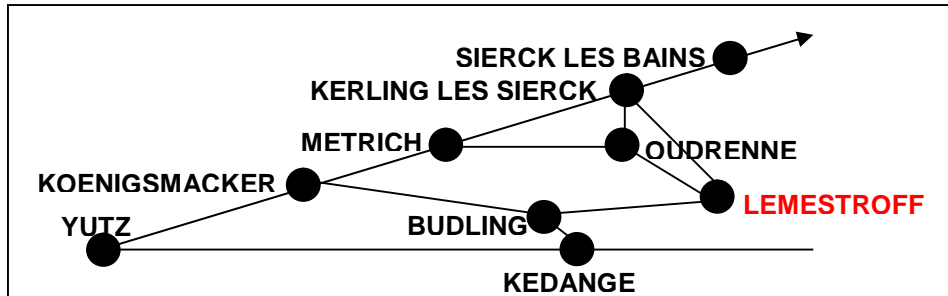 SIERCK LES BAINS
KERLING LES SIERCK
METRICH
OUDRENNE
KOENIGSMACKER
LEMESTROFF
YUTZ
BUDLING
KEDANGE